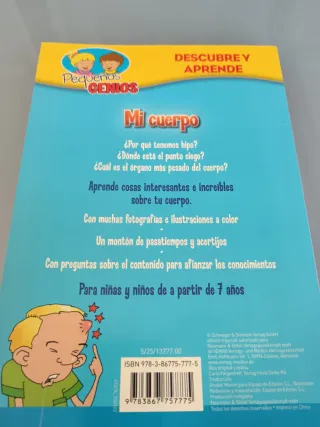 Pequeños
GENIOS
DESCUBRE Y
APRENDE
Mi cuerpo
¿Por qué tenemos hipo?
¿Dónde está el punto ciego?
¿Cuál es el órgano más pesado del cuerpo?
Aprende cosas interesantes e increíbles
sobre tu cuerpo.
Con muchas fotografías e ilustraciones a color
Un montón de pasatiempos y acertijos
Con preguntas sobre el contenido para afianzar los conocimientos
Para niñas y niños de a partir de 7 años
ISBN 978-3-86775-777-5
9 783867 757775